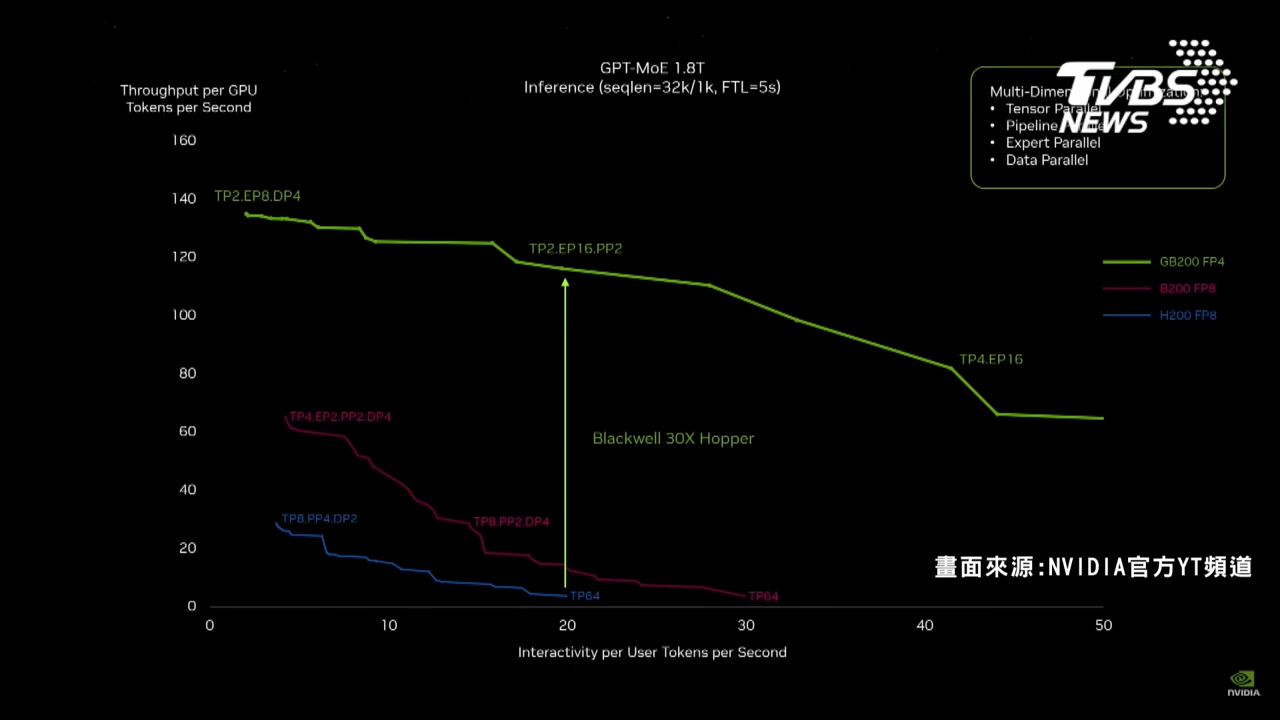 GPT-MoE 1.8T
Inference (seqlen=32k/1k, FTL=5s)
Throughput per GPU
Tokens per Second
TVBS
NEWS
Tensor Parallel
Pipeline
Expert Parallel
Data Parallel
160
140
120
100
80
60
40
20
0
TP2.EP8.DP4
TP2.EP16.PP2
TP4.EP16
GB200 FP4
B200 FP8
H200 FP8
TP4.EP2.PP2.DP4
Blackwell 30X Hopper
TP8.PP4.DP2
TP8.PP2.DP4
TP64
TP64
畫面來源:NVIDIA官方YT頻道
0
10
20
30
40
50
Interactivity per User Tokens per Second
NVIDIA.